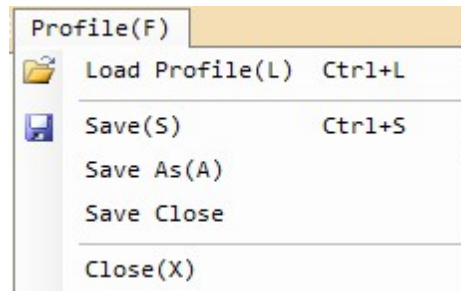 Profile(F)
Load Profile(L) Ctrl+L
Save(S) Ctrl+S
Save As(A)
Save Close
Close(X)